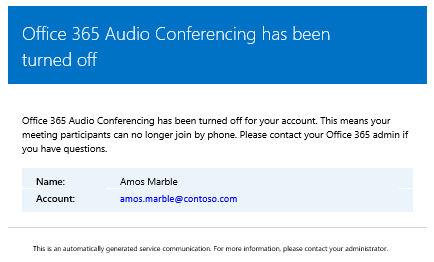 Office 365 Audio Conferencing has been
turned off
Office 365 Audio Conferencing has been turned off for your account. This means your
meeting participants can no longer join by phone. Please contact your Office 365 admin if
you have questions.
Name: Amos Marble
Account: amos.marble@contoso.com
This is an automatically generated service communication. For more information, please contact your administrator.